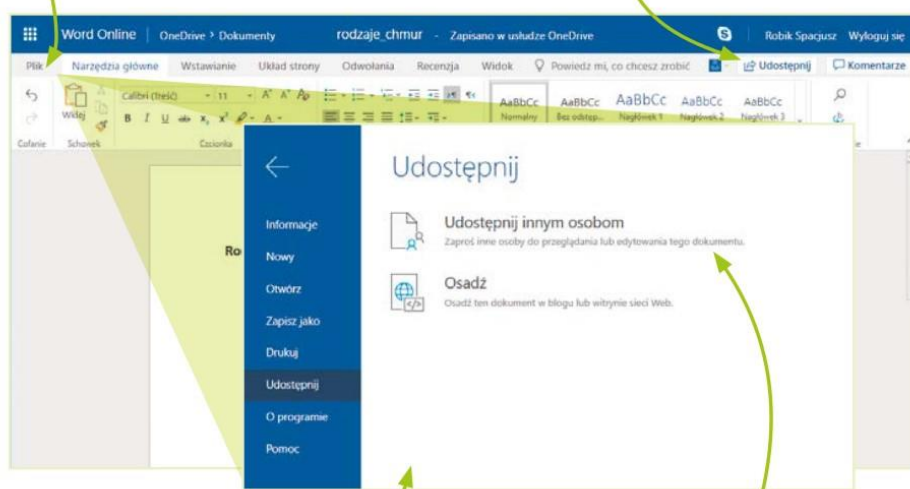 Word Online OneDrive > Dokumenty rodzaje_chmur - Zapisano w usłudze OneDrive Robik Spacjusz Wyloguj się
Plik Narzędzia główne Wstawianie Układ strony Odwołania Recenzja Widok Powiedz mi, co chcesz zrobić Udostępnij Komentarze
Calibri (treść) 11 AaBbCc AaBbCc AaBbCc AaBbCc AaBbCc
Wklej B I U abc x₂ x² A Normalny Bez odstęp... Nagłówek 1 Nagłówek 2 Nagłówek 3
Cofanie Schowek Czcionka
Udostępnij
Informacje
Udostępnij innym osobom
Zaproś inne osoby do przeglądania lub edytowania tego dokumentu.
Ro
Nowy
Otwórz
Osadź
Osadź ten dokument w blogu lub witrynie sieci Web.
Zapisz jako
Drukuj
Udostępnij
O programie
Pomoc